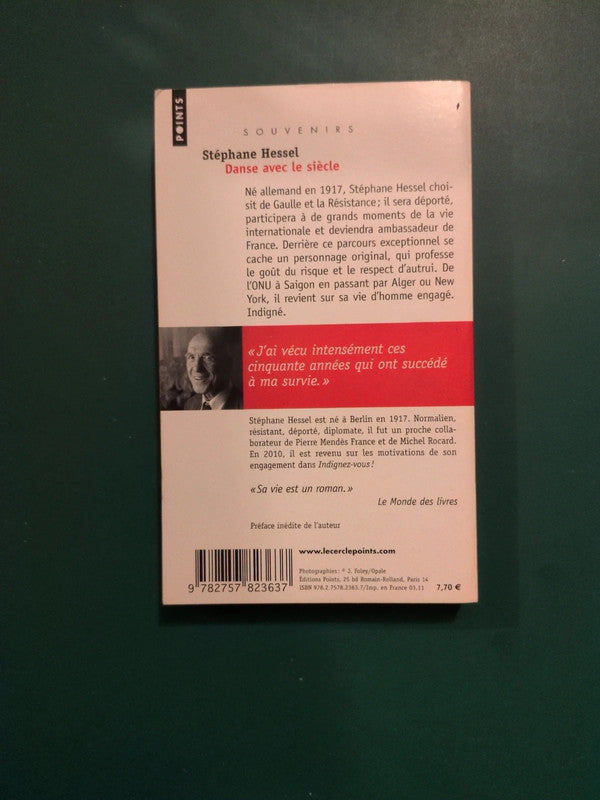 POINTS
SOUVENIRS
Stéphane Hessel
Danse avec le siècle
Né allemand en 1917, Stéphane Hessel choi-
sit de Gaulle et la Résistance ; il sera déporté,
participera à de grands moments de la vie
internationale et deviendra ambassadeur de
France. Derrière ce parcours exceptionnel se
cache un personnage original, qui professe
le goût du risque et le respect d'autrui. De
l'ONU à Saigon en passant par Alger ou New
York, il revient sur sa vie d'homme engagé.
Indigné.
« J'ai vécu intensément ces
cinquante années qui ont succédé
à ma survie. »
Stéphane Hessel est né à Berlin en 1917. Normalien,
résistant, déporté, diplomate, il fut un proche colla-
borateur de Pierre Mendès France et de Michel Rocard.
En 2010, il est revenu sur les motivations de son
engagement dans Indignez-vous !
« Sa vie est un roman. »
Le Monde des livres
Préface inédite de l'auteur
www.lecerclepoints.com
Photographies : © J. Foley/Opale
Éditions Points, 25 bd Romain-Rolland, Paris 14
ISBN 978.2.7578.2363.7/Imp. en France 03.11
7,70 €
9 782757 823637